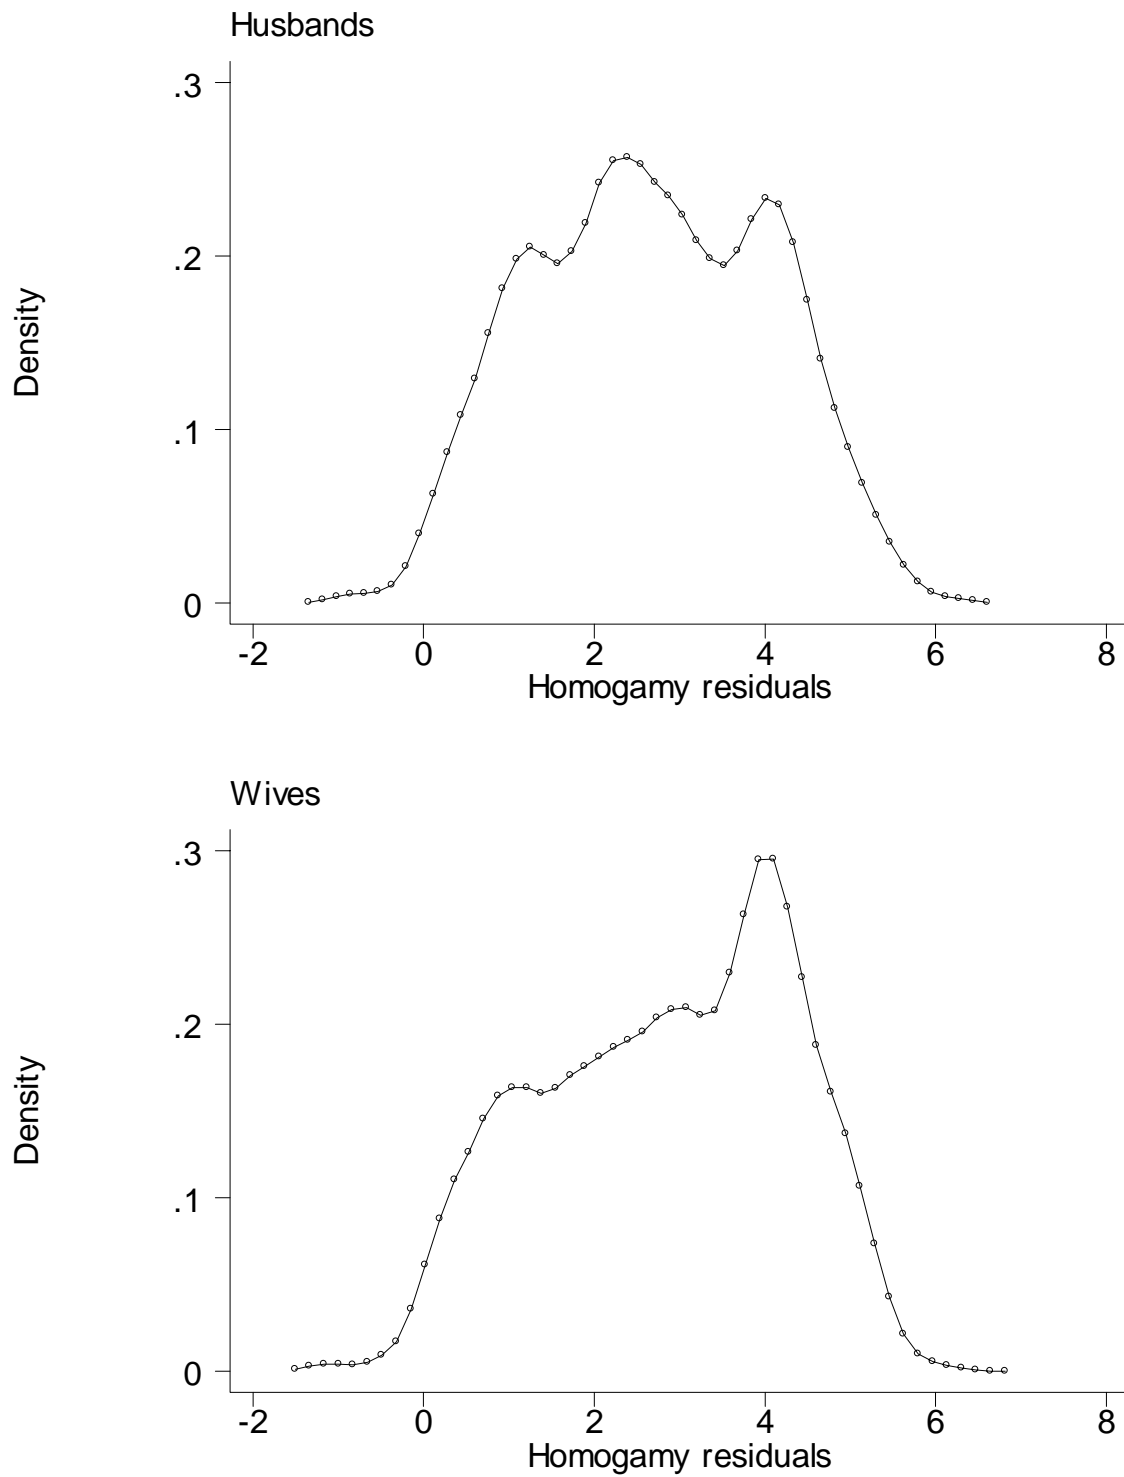 Husbands
.3
.2
.1
0
Density
-2 0 2 4 6 8
Homogamy residuals
Wives
.3
.2
.1
0
Density
-2 0 2 4 6 8
Homogamy residuals